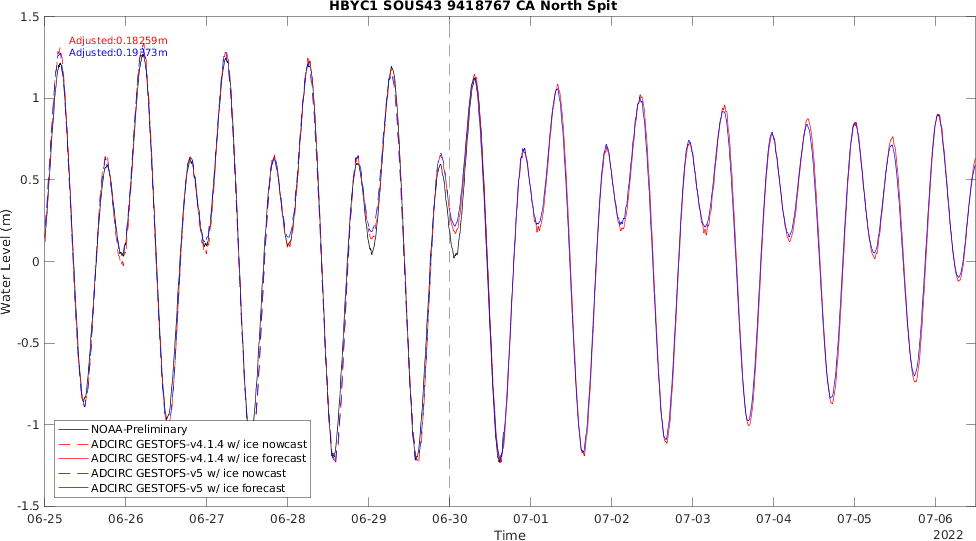 HBYC1 SOUS43 9418767 CA North Spit
Adjusted:0.18259m
Adjusted:0.19373m
1.5
1
0.5
0
-0.5
-1
-1.5
Water Level (m)
NOAA-Preliminary
ADCIRC GESTOFS-v4.1.4 w/ ice nowcast
ADCIRC GESTOFS-v4.1.4 w/ ice forecast
ADCIRC GESTOFS-v5 w/ ice nowcast
ADCIRC GESTOFS-v5 w/ ice forecast
06-25 06-26 06-27 06-28 06-29 06-30 07-01 07-02 07-03 07-04 07-05 07-06
Time
2022